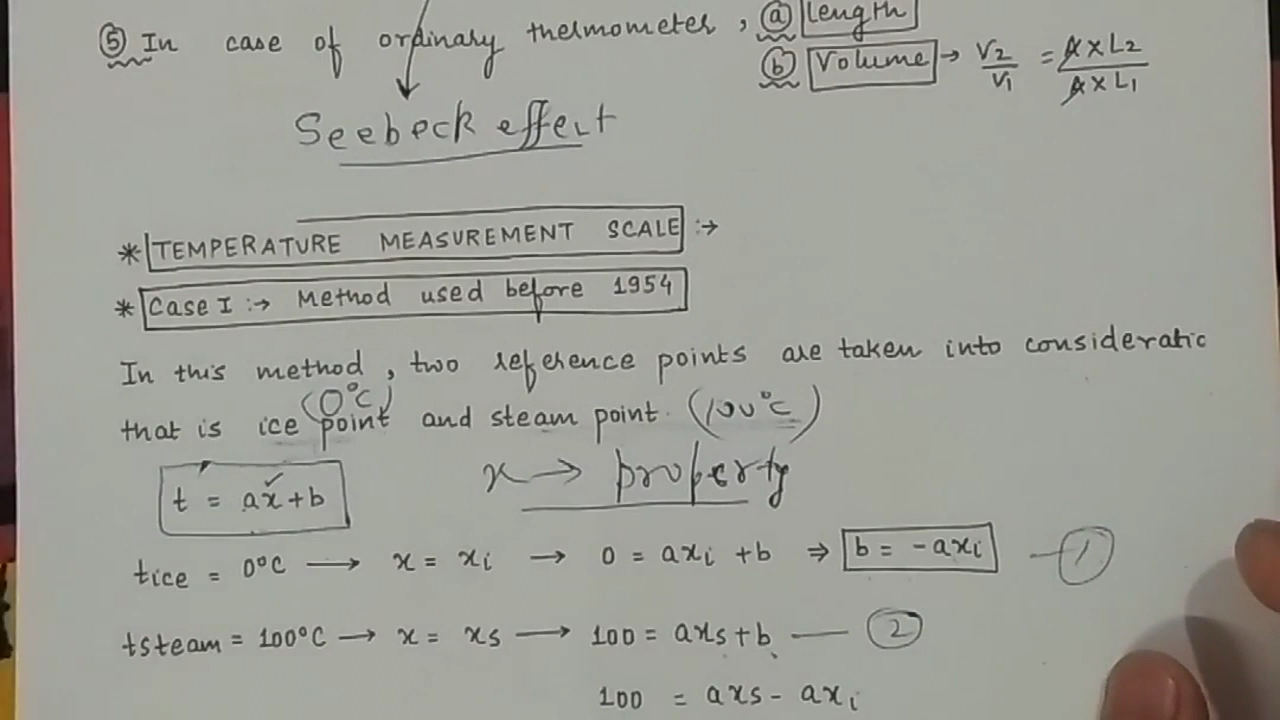 ⑤ In case of ordinary thermometer, ⓐ Length
ⓑ Volume → V2/V1 = A×L2/A×L1
Seebeck effect
* TEMPERATURE MEASUREMENT SCALE :→
* Case I :→ Method used before 1954
In this method, two reference points are taken into consideratio
(0°C)
that is ice point and steam point. (100°C)
t = ax+b x → property
tice = 0°C → x = xi → 0 = axi + b ⇒ b = -axi — ①
tsteam = 100°C → x = xs → 100 = axs+b — ②
100 = axs - axi